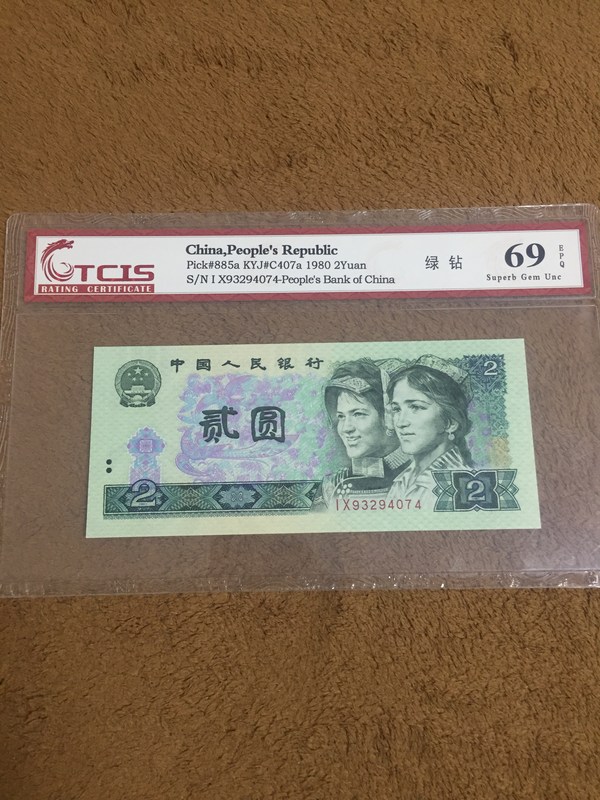 TCIS
RATING CERTIFICATE
China,People's Republic
Pick#885a KYJ#C407a 1980 2Yuan
S/N I X93294074-People's Bank of China
绿 钻
69
EPQ
Superb Gem Unc
中国人民银行
贰圆
2
2
2
IX93294074